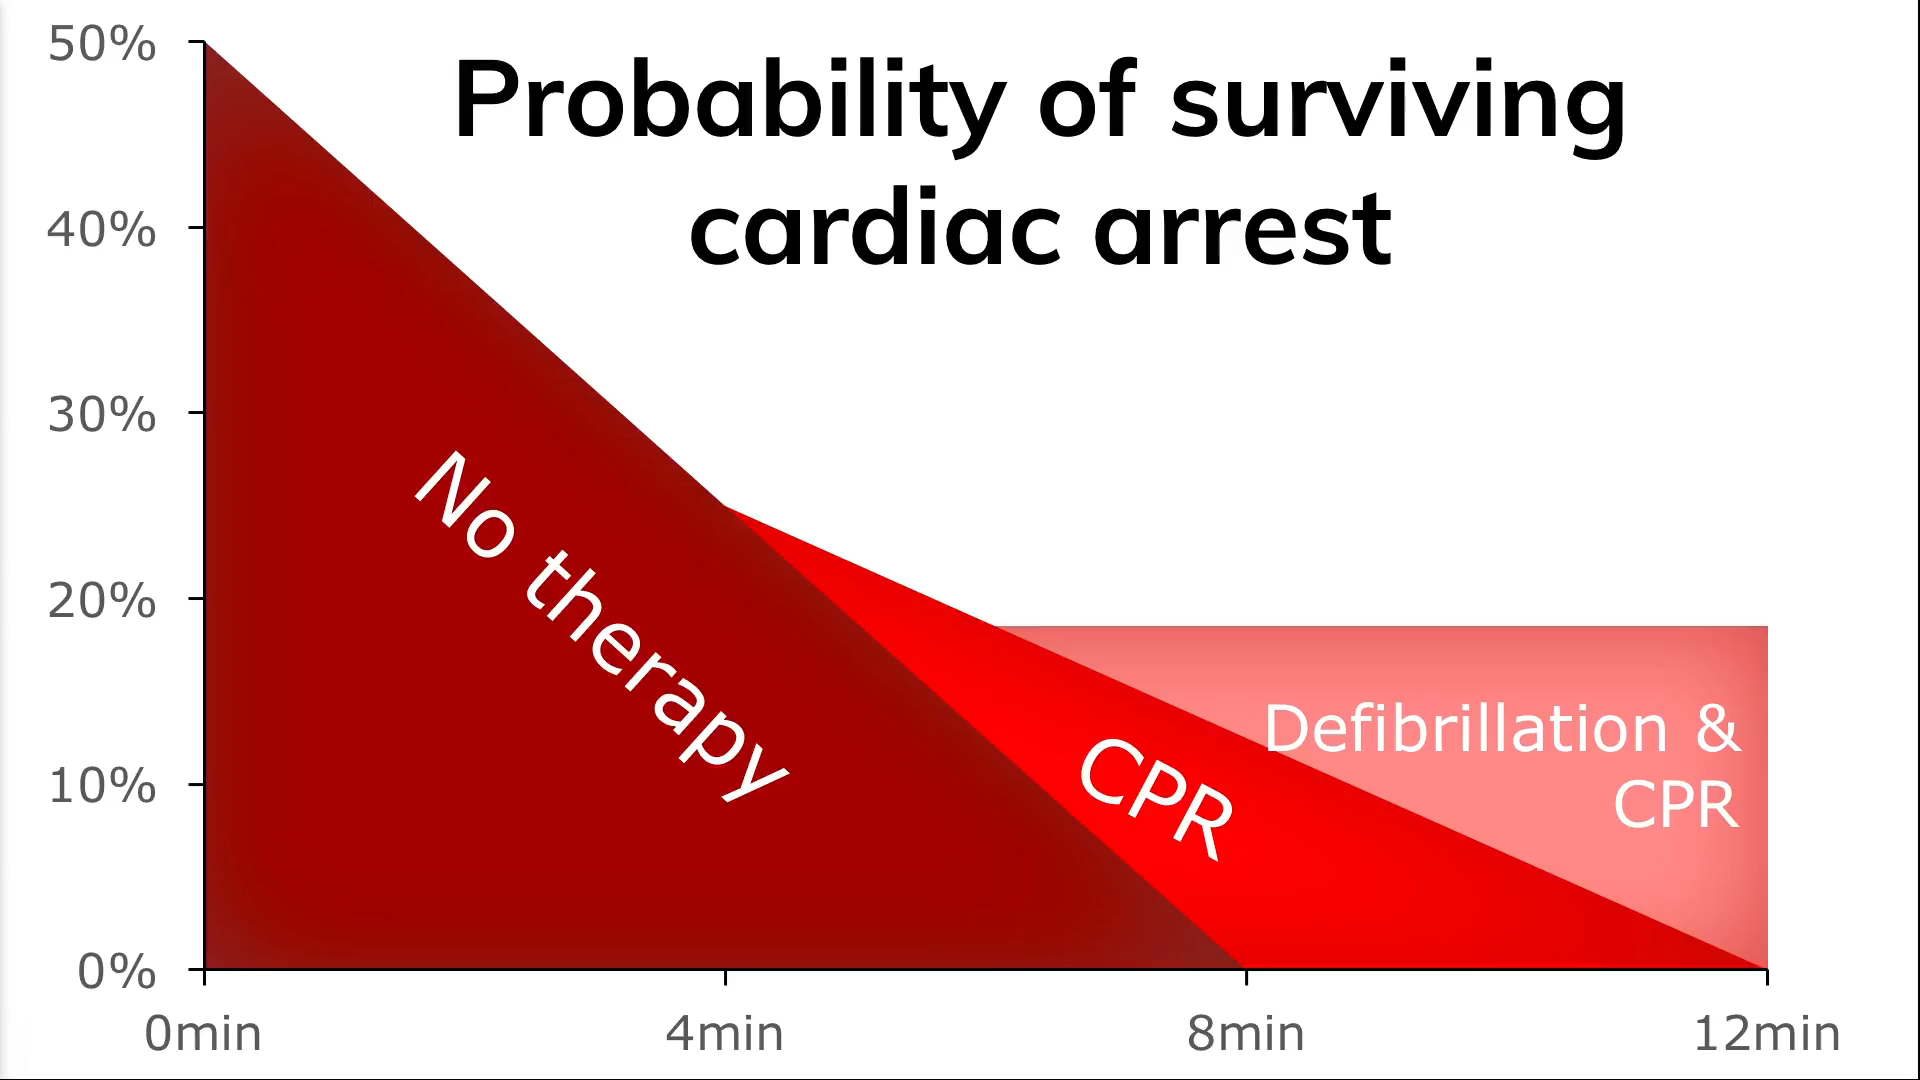 Probability of surviving
cardiac arrest
50%
40%
30%
20%
10%
0%
No therapy
CPR
Defibrillation &
CPR
0min
4min
8min
12min